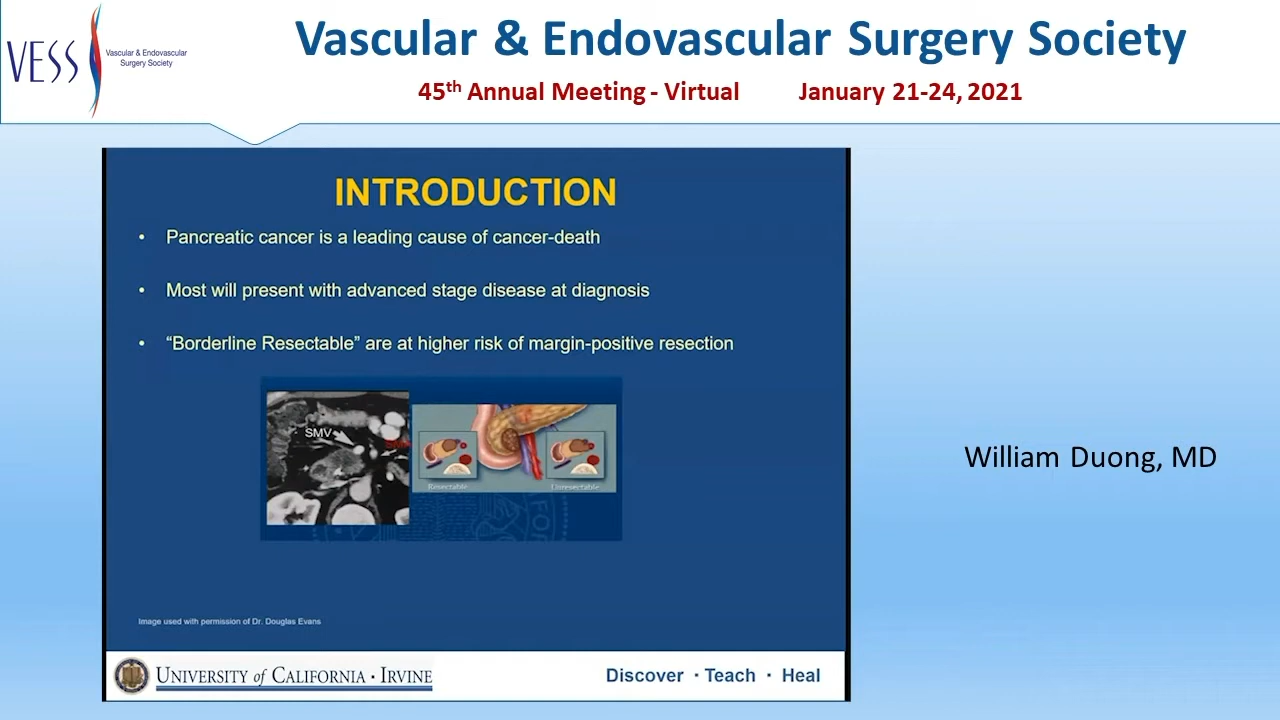 VESS
Vascular & Endovascular
Surgery Society
Vascular & Endovascular Surgery Society
45th Annual Meeting - Virtual January 21-24, 2021
INTRODUCTION
• Pancreatic cancer is a leading cause of cancer-death
• Most will present with advanced stage disease at diagnosis
• “Borderline Resectable” are at higher risk of margin-positive resection
SMV
Resectable
Unresectable
Image used with permission of Dr. Douglas Evans
UNIVERSITY of CALIFORNIA · IRVINE
Discover · Teach · Heal
William Duong, MD